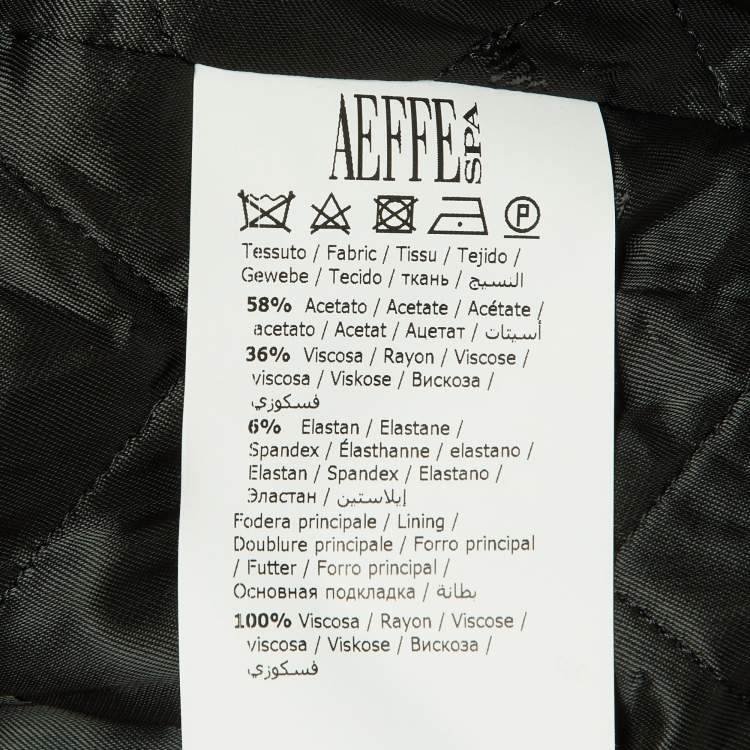 AEFFE SPA
P
Tessuto / Fabric / Tissu / Tejido /
Gewebe / Tecido / ткань / النسيج
58% Acetato / Acetate / Acétate /
acetato / Acetat / Ацетат / أسيتات
36% Viscosa / Rayon / Viscose /
viscosa / Viskose / Вискоза /
فسكوزي
6% Elastan / Elastane /
Spandex / Élasthanne / elastano /
Elastan / Spandex / Elastano /
Эластан / إيلاستين
Fodera principale / Lining /
Doublure principale / Forro principal
/ Futter / Forro principal /
Основная подкладка / بطانة
100% Viscosa / Rayon / Viscose /
viscosa / Viskose / Вискоза /
فسكوزي